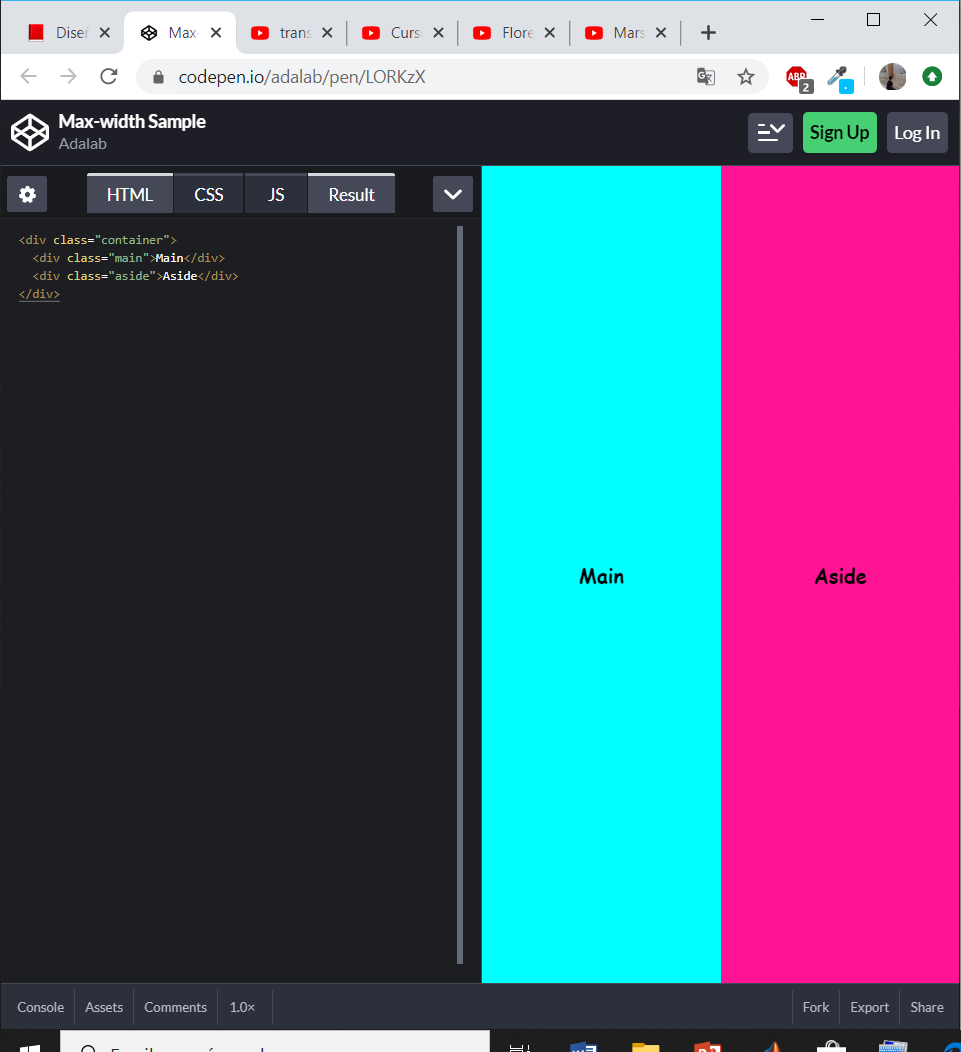 Diseñ
Max-
trans
Curs
Flore
Mars
codepen.io/adalab/pen/LORKzX
ABP
2
Max-width Sample
Adalab
Sign Up
Log In
HTML
CSS
JS
Result
<div class="container">
<div class="main">Main</div>
<div class="aside">Aside</div>
</div>
Main
Aside
Console
Assets
Comments
1.0×
Fork
Export
Share